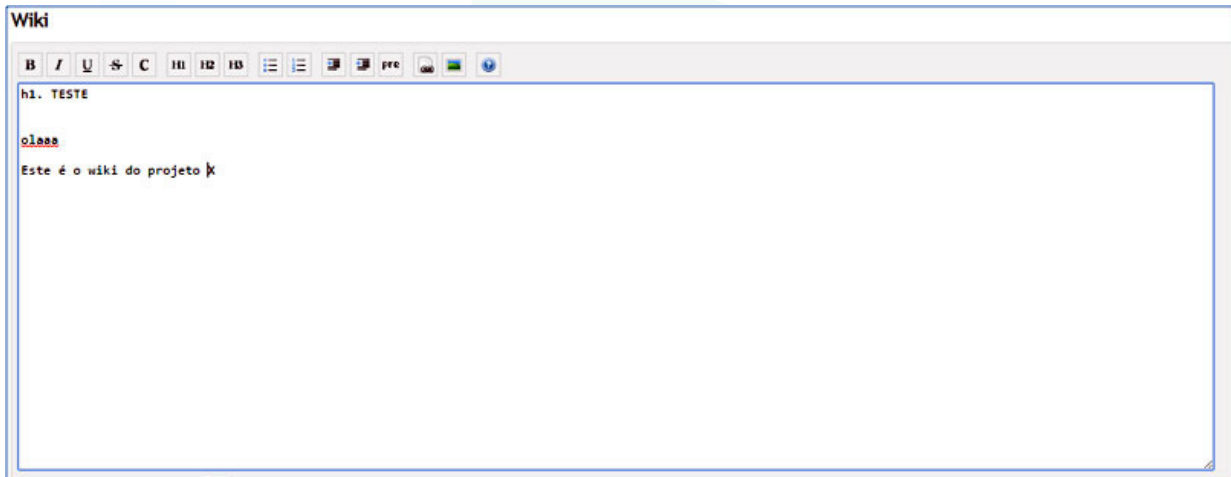 Wiki
B I U S C H1 H2 H3 pre
h1. TESTE
olaaa
Este é o wiki do projeto X